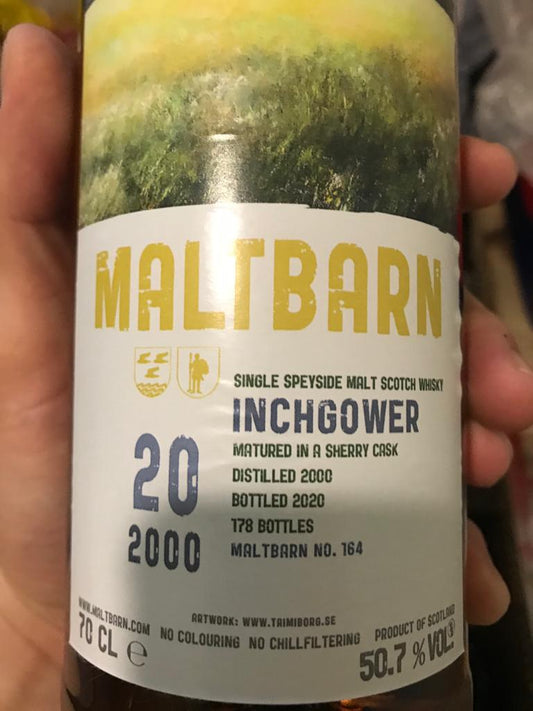 MALTBARN
SINGLE SPEYSIDE MALT SCOTCH WHISKY
INCHGOWER
20
2000
MATURED IN A SHERRY CASK
DISTILLED 2000
BOTTLED 2020
178 BOTTLES
MALTBARN NO. 164
WWW.MALTBARN.COM
ARTWORK: WWW.TAIMIBORG.SE
PRODUCT OF SCOTLAND
70 CL e
NO COLOURING NO CHILLFILTERING
50.7 % VOL.